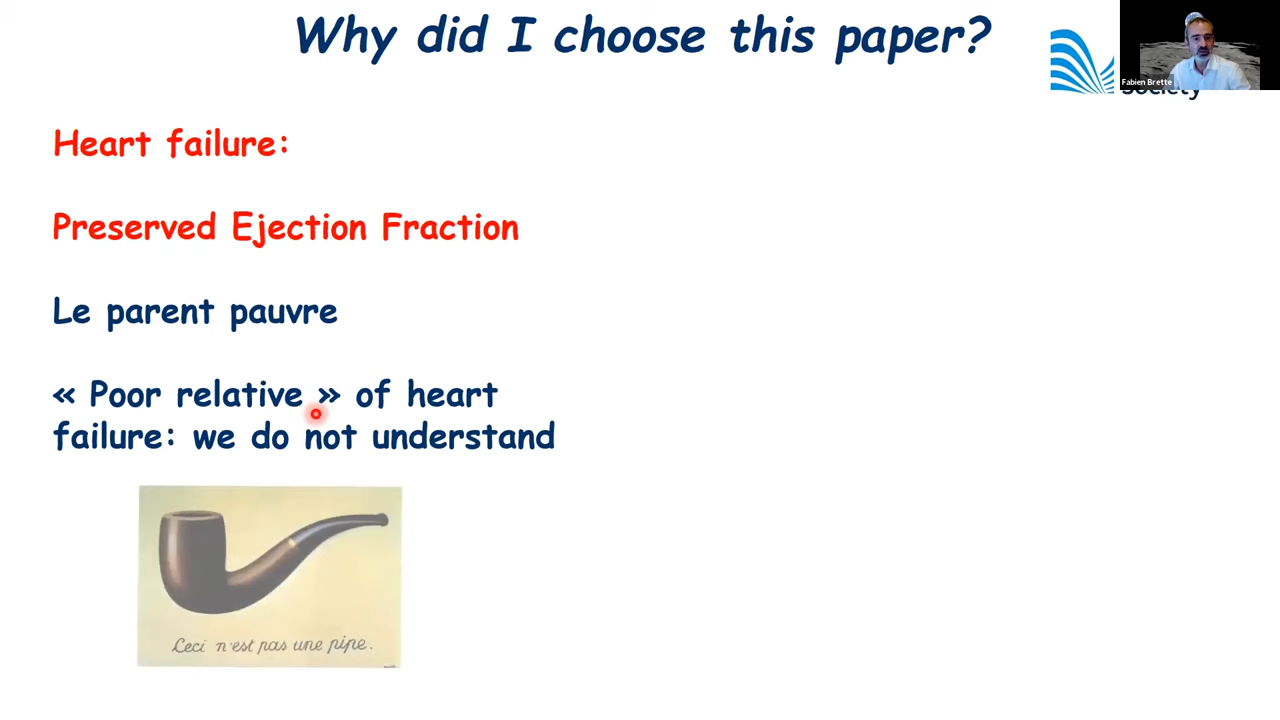 Why did I choose this paper?
Fabien Brette
Society
Heart failure:
Preserved Ejection Fraction
Le parent pauvre
« Poor relative » of heart
failure: we do not understand
Ceci n'est pas une pipe.